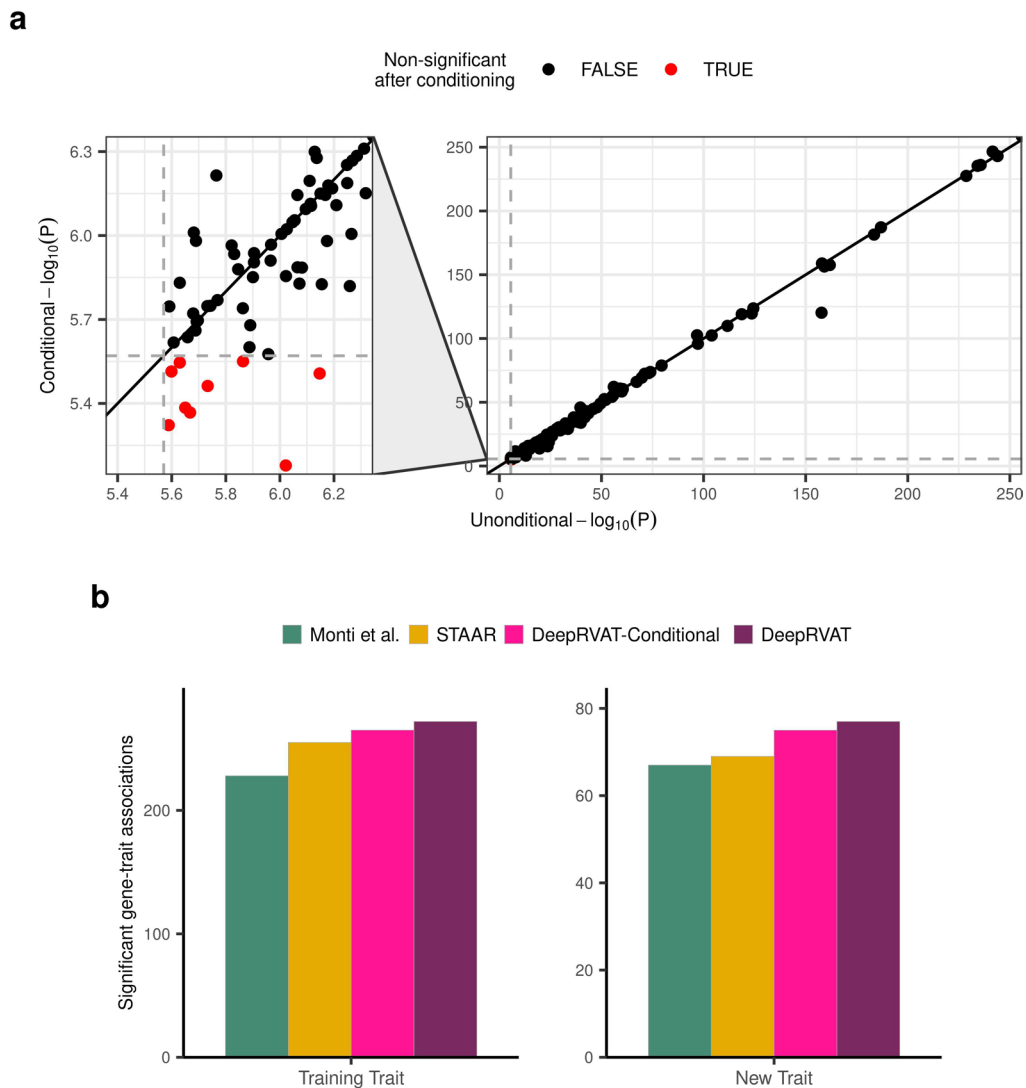 a
Non-significant
after conditioning
FALSE
TRUE
Conditional – log10(P)
6.3
6.0
5.7
5.4
5.4
5.6
5.8
6.0
6.2
250
200
150
100
50
0
0
50
100
150
200
250
Unonditional – log10(P)
b
Monti et al.
STAAR
DeepRVAT-Conditional
DeepRVAT
Significant gene-trait associations
200
100
0
Training Trait
80
60
40
20
0
New Trait